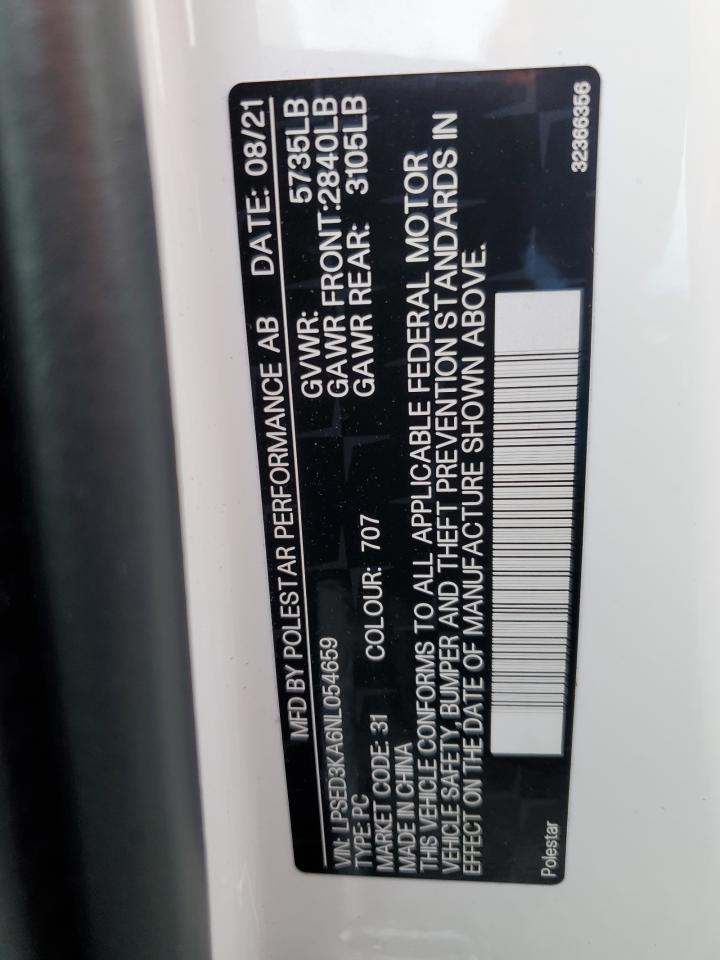 MFD BY POLESTAR PERFORMANCE AB DATE: 08/21
VIN: LPSED3KA6NL054659 GVWR: 5735LB
TYPE: PC GAWR FRONT:2840LB
MARKET CODE: 31 COLOUR: 707 GAWR REAR: 3105LB
MADE IN CHINA
THIS VEHICLE CONFORMS TO ALL APPLICABLE FEDERAL MOTOR
VEHICLE SAFETY, BUMPER AND THEFT PREVENTION STANDARDS IN
EFFECT ON THE DATE OF MANUFACTURE SHOWN ABOVE.
Polestar 32366356